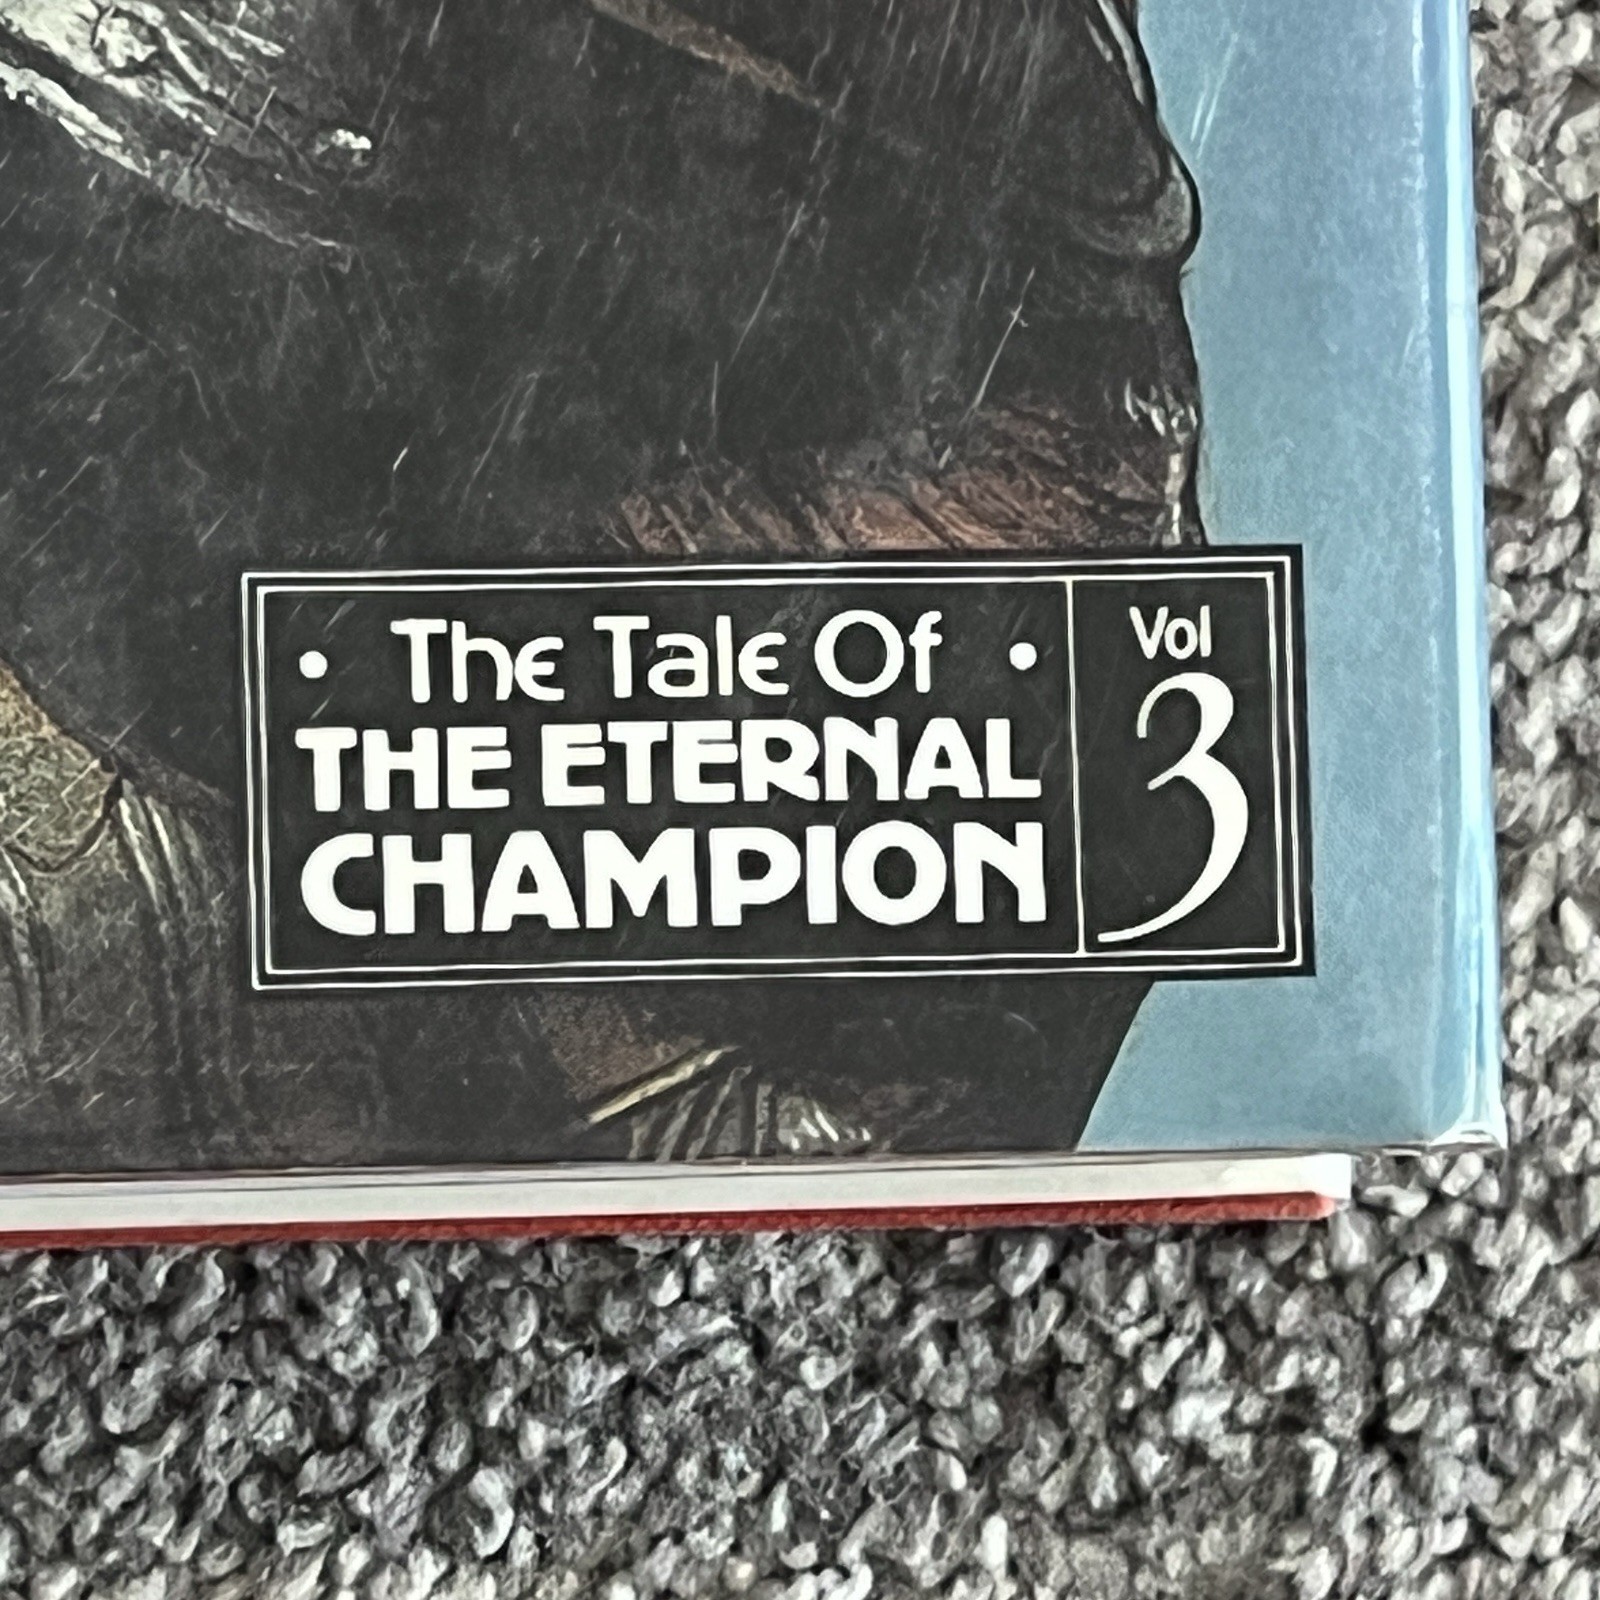 • The Tale Of •
THE ETERNAL
CHAMPION
Vol
3